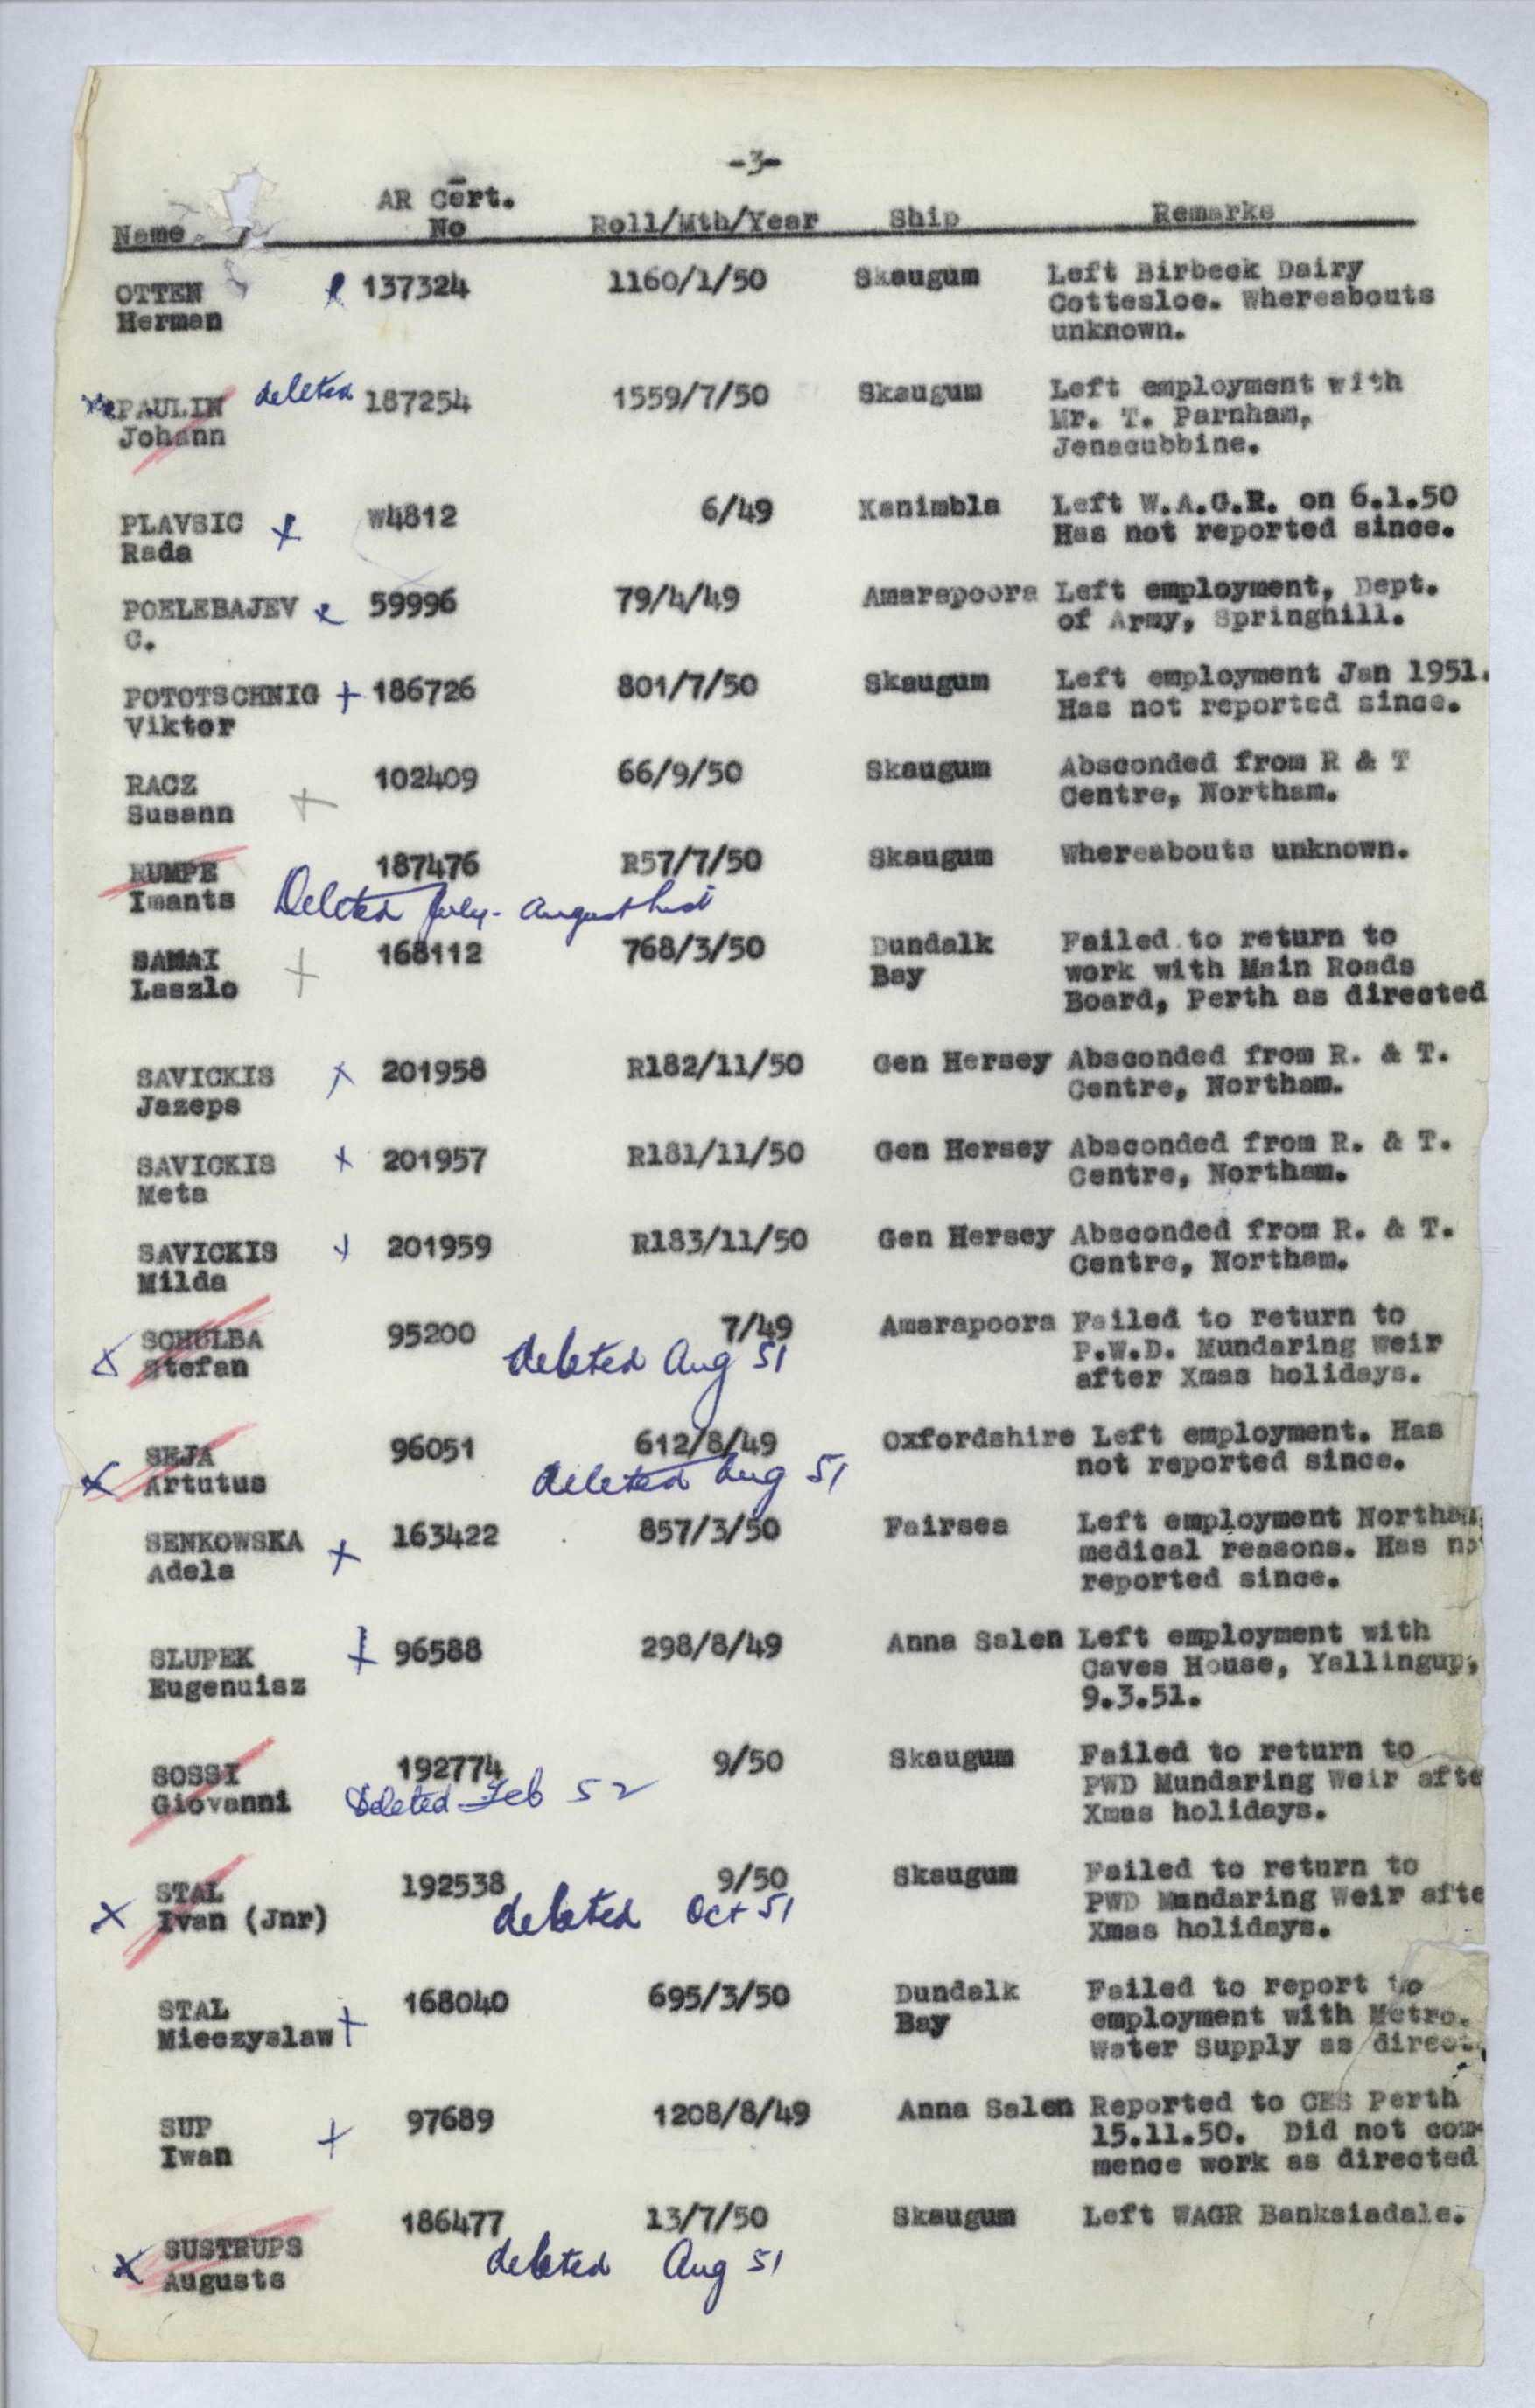 -3-
Name AR Cert. No Roll/Mth/Year Ship Remarks
OTTEN 137324 1160/1/50 Skaugum Left Birbeck Dairy
Herman Cottesloe. Whereabouts
unknown.
PAULIN deleted 187254 1559/7/50 Skaugum Left employment with
Johann Mr. T. Parnham,
Jenacubbine.
PLAVSIC x W4812 6/49 Kanimbla Left W.A.G.R. on 6.1.50
Rada Has not reported since.
POELEBAJEV x 59996 79/4/49 Amarapoora Left employment, Dept.
C. of Army, Springhill.
POTOTSCHNIG + 186726 801/7/50 Skaugum Left employment Jan 1951.
Viktor Has not reported since.
RACZ + 102409 66/9/50 Skaugum Absconded from R & T
Susann Centre, Northam.
RUMPE 187476 R57/7/50 Skaugum Whereabouts unknown.
Imants Deleted July - August list
SAMAI + 168112 768/3/50 Dundalk Failed to return to
Laszlo Bay work with Main Roads
Board, Perth as directed
SAVICKIS x 201958 R182/11/50 Gen Hersey Absconded from R. & T.
Jazeps Centre, Northam.
SAVICKIS x 201957 R181/11/50 Gen Hersey Absconded from R. & T.
Meta Centre, Northam.
SAVICKIS x 201959 R183/11/50 Gen Hersey Absconded from R. & T.
Milda Centre, Northam.
SCHULBA 95200 7/49 Amarapoora Failed to return to
x Stefan deleted Aug 51 P.W.D. Mundaring Weir
after Xmas holidays.
SEJA 96051 612/8/49 Oxfordshire Left employment. Has
x Artutus deleted Aug 51 not reported since.
SENKOWSKA x 163422 857/3/50 Fairsea Left employment Northam,
Adela medical reasons. Has no
reported since.
SLUPEK + 96588 298/8/49 Anna Salen Left employment with
Eugenuisz Caves House, Yallingup,
9.3.51.
SOSSI 192774 9/50 Skaugum Failed to return to
Giovanni Deleted Feb 52 PWD Mundaring Weir afte
Xmas holidays.
STAL 192538 9/50 Skaugum Failed to return to
x Ivan (Jnr) deleted Oct 51 PWD Mundaring Weir afte
Xmas holidays.
STAL 168040 695/3/50 Dundalk Failed to report to
Mieczyslaw + Bay employment with Metro.
Water Supply as direct
SUP + 97689 1208/8/49 Anna Salen Reported to CES Perth
Iwan 15.11.50. Did not com-
mence work as directed
SUSTRUPS 186477 13/7/50 Skaugum Left WAGR Banksiadale.
x Augusts deleted Aug 51